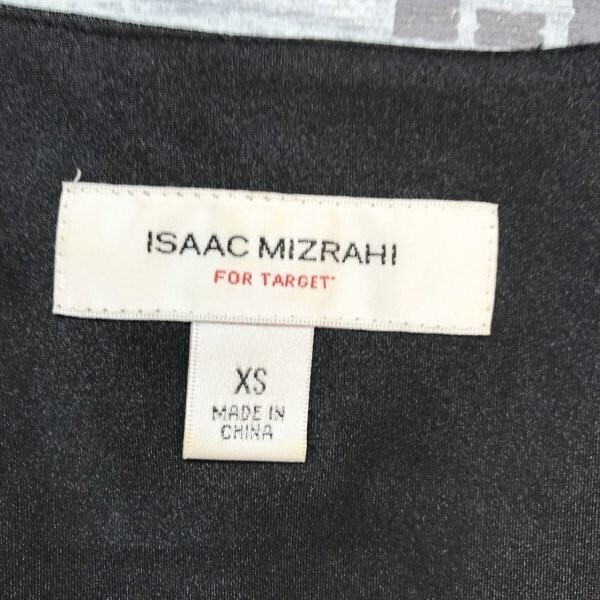 ISAAC MIZRAHI
FOR TARGET
XS
MADE IN
CHINA